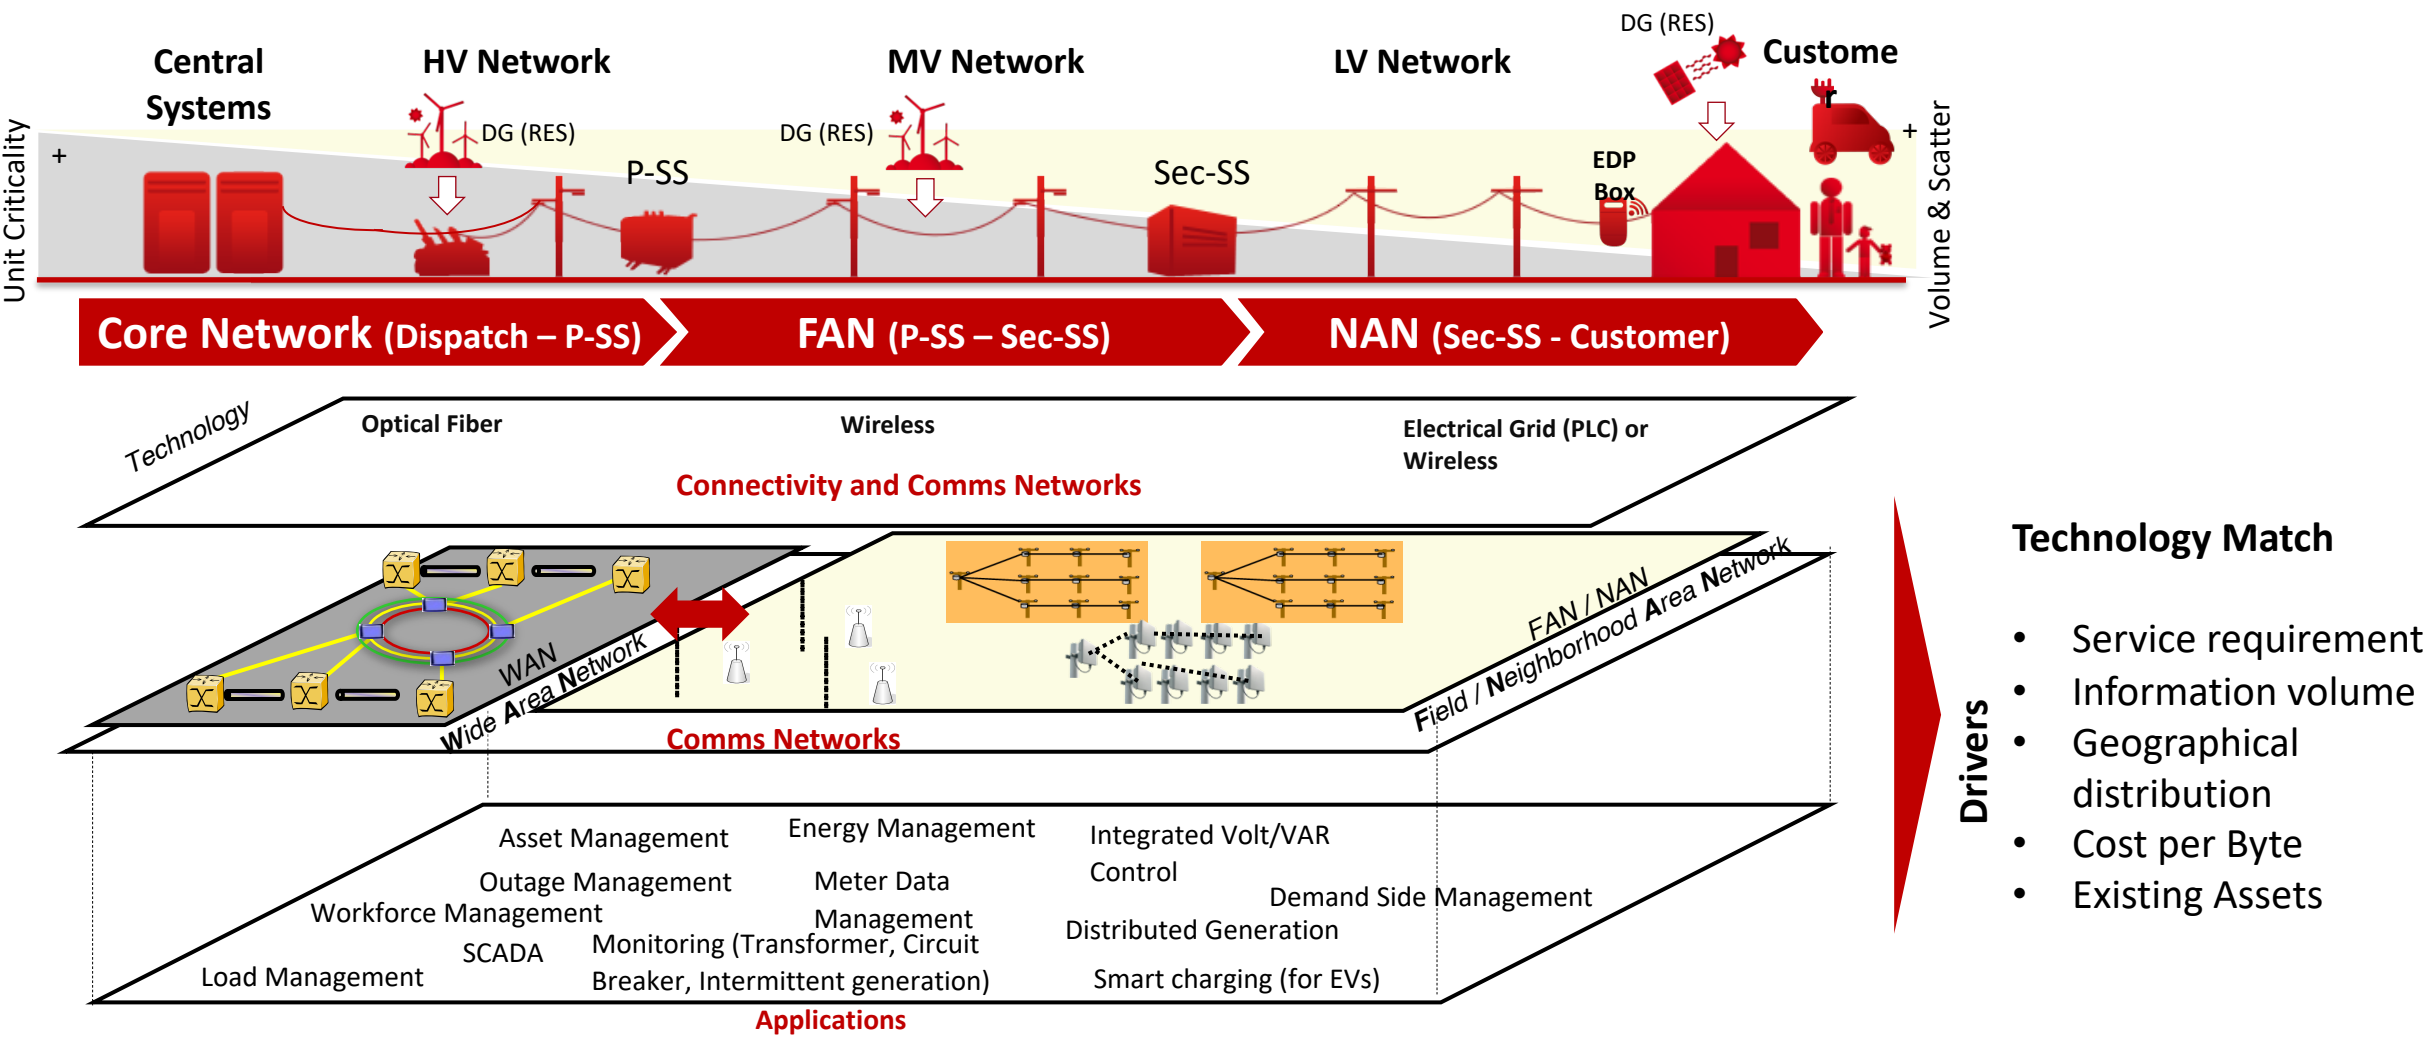 DG (RES)
Central
Systems
HV Network
MV Network
LV Network
Custome
r
DG (RES)
DG (RES)
+
+
P-SS
Sec-SS
EDP
Box
Unit Criticality
Volume & Scatter
Core Network (Dispatch – P-SS)
FAN (P-SS – Sec-SS)
NAN (Sec-SS - Customer)
Technology
Optical Fiber
Wireless
Electrical Grid (PLC) or
Wireless
Connectivity and Comms Networks
WAN
Wide Area Network
FAN / NAN
Field / Neighborhood Area Network
Comms Networks
Asset Management
Energy Management
Integrated Volt/VAR
Control
Outage Management
Meter Data
Management
Demand Side Management
Workforce Management
Distributed Generation
SCADA
Monitoring (Transformer, Circuit
Breaker, Intermittent generation)
Load Management
Smart charging (for EVs)
Applications
Drivers
Technology Match
• Service requirement
• Information volume
• Geographical
distribution
• Cost per Byte
• Existing Assets